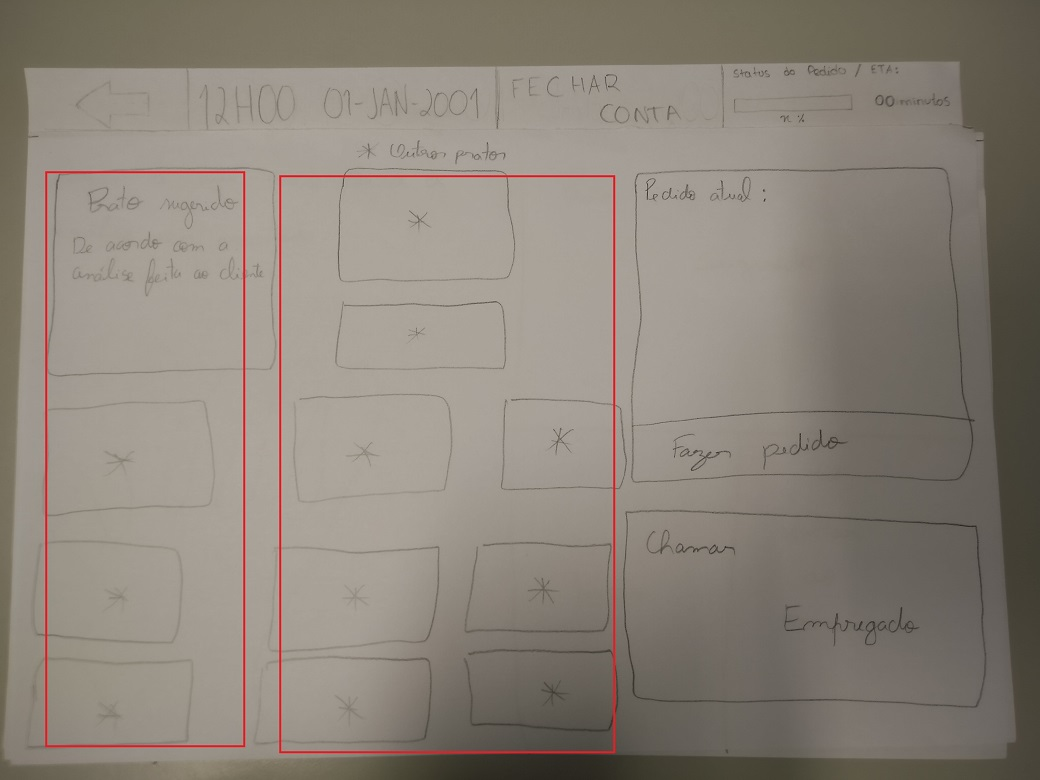 12H00 01-JAN-2001
FECHAR
CONTA
Status do Pedido / ETA:
00 minutos
x %
* Outros pratos
Prato sugerido
De acordo com a
análise feita ao cliente
*
*
*
*
*
*
*
*
*
*
*
Pedido atual:
Fazer pedido
Chamar
Empregado